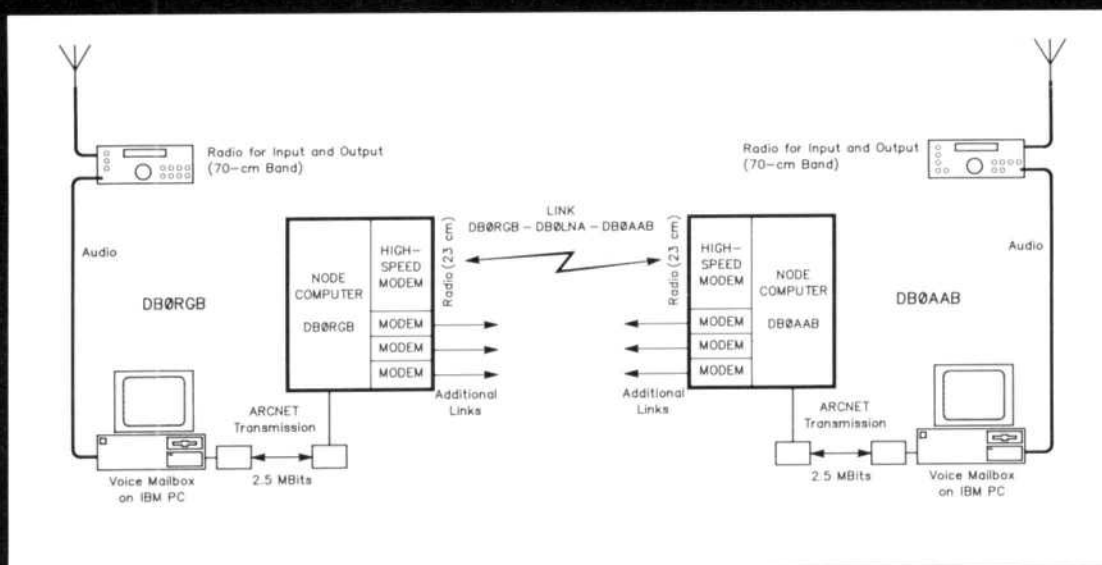 Radio for Input and Output
(70-cm Band)
Radio for Input and Output
(70-cm Band)
Audio
DBØRGB
NODE
COMPUTER
DBØRGB
HIGH-
SPEED
MODEM
MODEM
MODEM
MODEM
Radio (23 cm)
LINK
DBØRGB – DBØLNA – DBØAAB
Radio (23 cm)
HIGH-
SPEED
MODEM
MODEM
MODEM
MODEM
NODE
COMPUTER
DBØAAB
Audio
DBØAAB
Additional
Links
Additional
Links
ARCNET
Transmission
2.5 MBits
Voice Mailbox
on IBM PC
ARCNET
Transmission
2.5 MBits
Voice Mailbox
on IBM PC